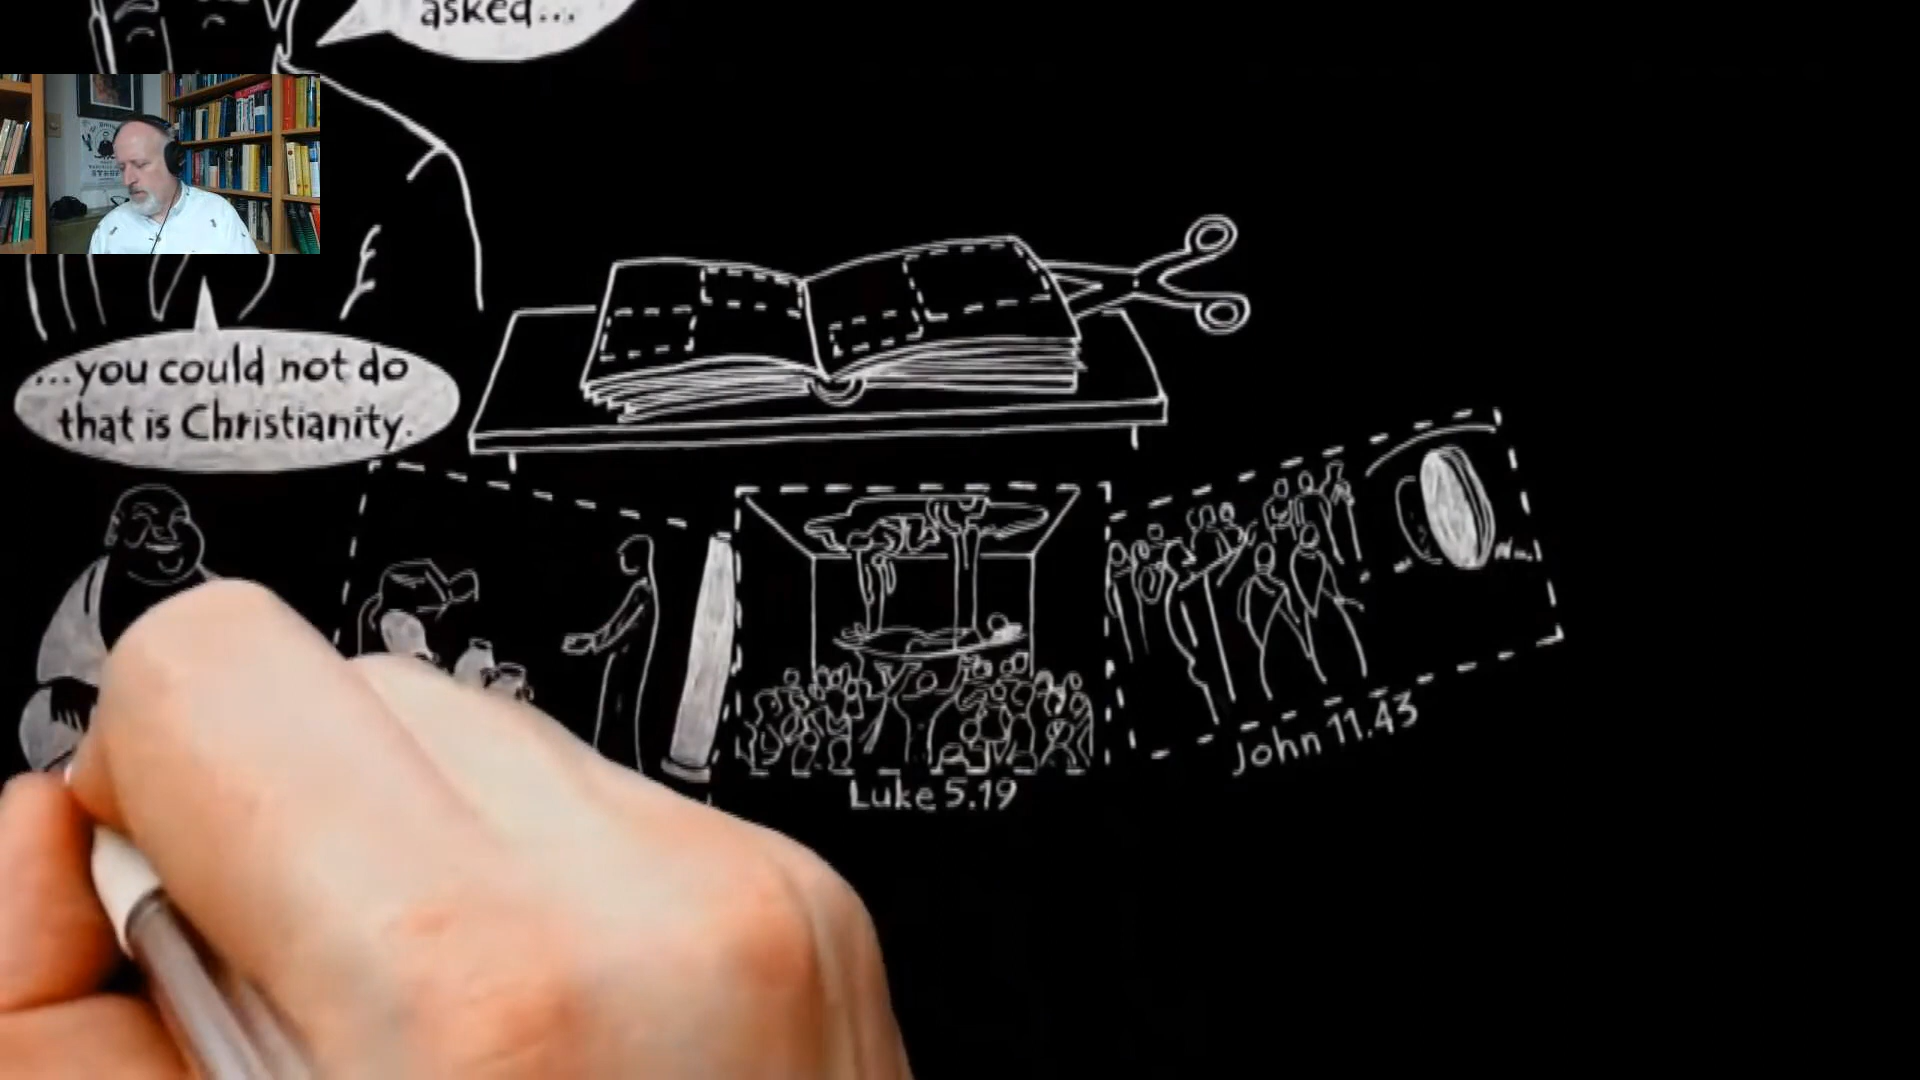 asked...
...you could not do
that is Christianity.
Luke 5.19
John 11.43